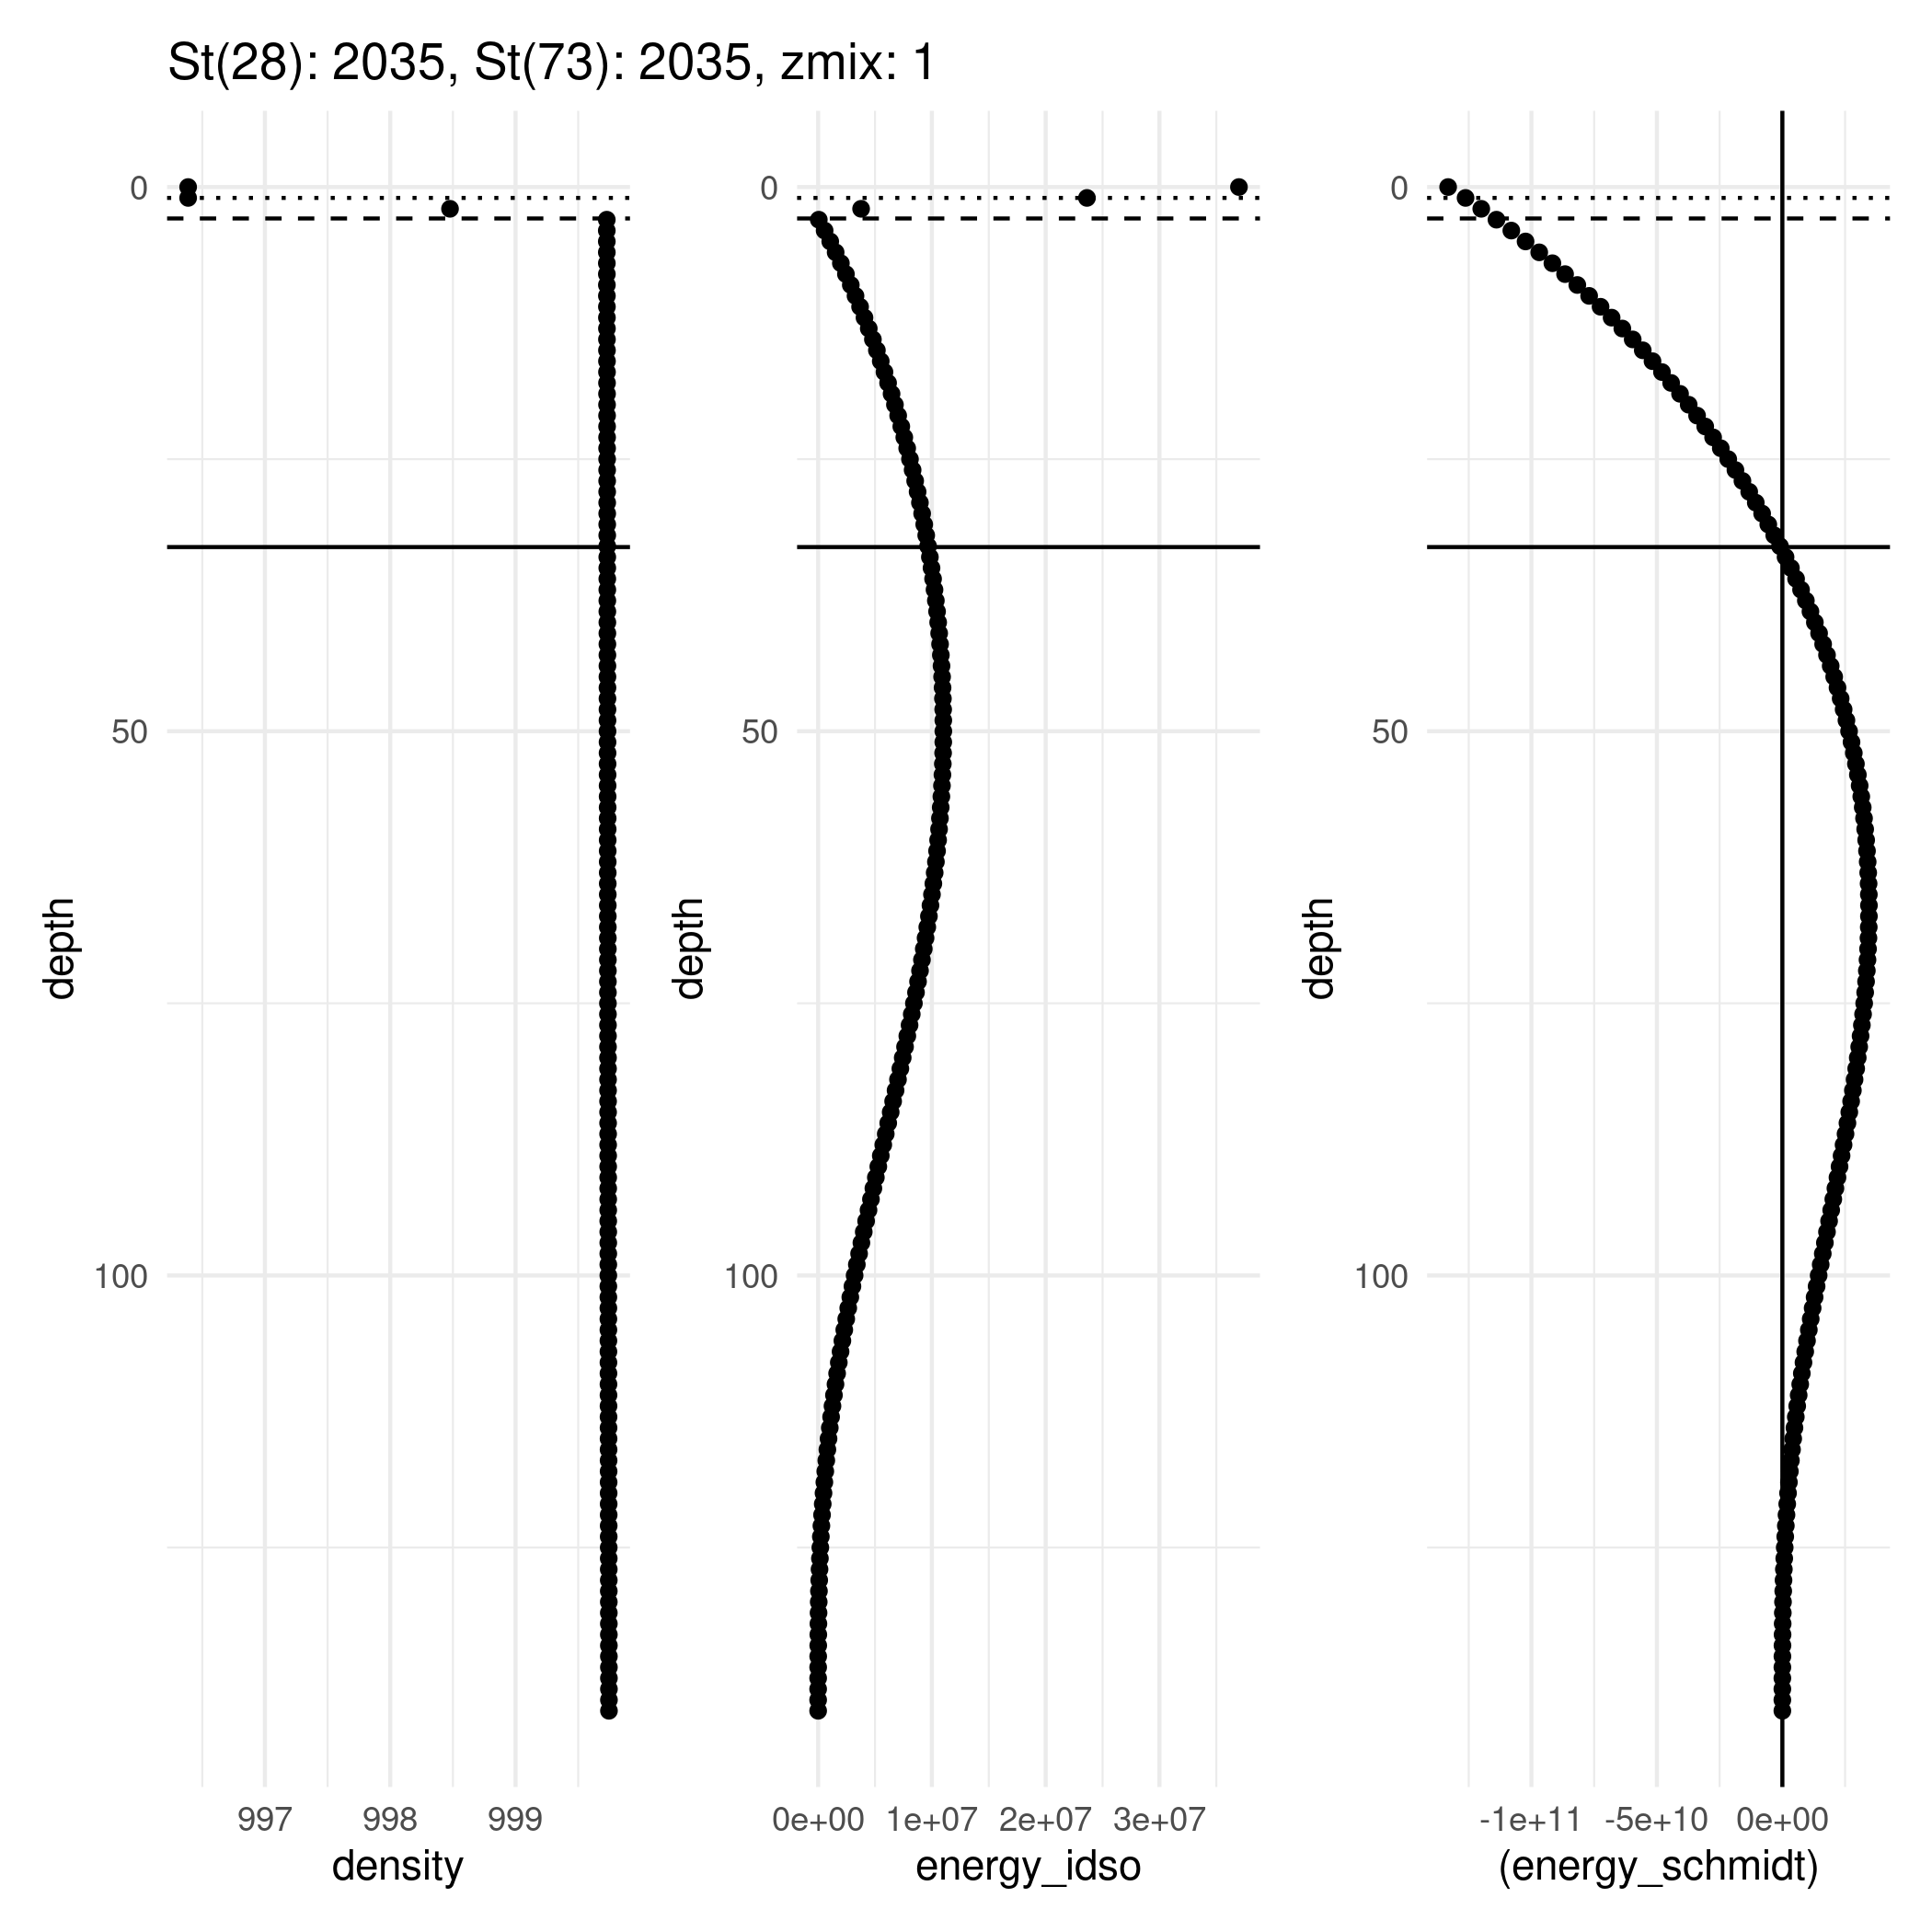 St(28): 2035, St(73): 2035, zmix: 1
0
50
100
depth
997 998 999
density
0
50
100
depth
0e+00 1e+07 2e+07 3e+07
energy_idso
0
50
100
depth
-1e+11 -5e+10 0e+00
(energy_schmidt)